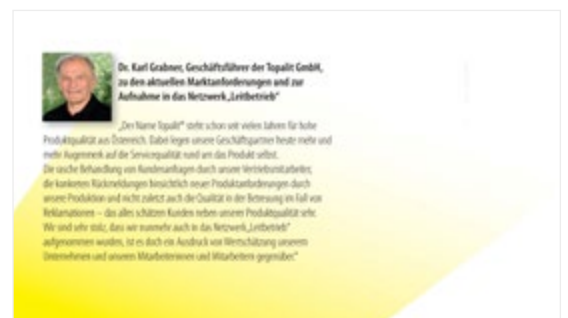 Dr. Karl Grabner, Geschäftsführer der Topalit GmbH,
zu den aktuellen Marktanforderungen und zur
Aufnahme in das Netzwerk „Leitbetrieb“
„Der Name Topalit® steht schon seit vielen Jahren für hohe
Produktqualität aus Österreich. Dabei legen unsere Geschäftspartner heute mehr und
mehr Augenmerk auf die Servicequalität rund um das Produkt selbst.
Die rasche Behandlung von Kundenanfragen durch unsere Vertriebsmitarbeiter,
die konkreten Rückmeldungen hinsichtlich neuer Produktanforderungen durch
unsere Produktion und nicht zuletzt auch die Qualität in der Betreuung im Fall von
Reklamationen – das alles schätzen Kunden neben unserer Produktqualität sehr.
Wir sind sehr stolz, dass wir nunmehr auch in das Netzwerk „Leitbetrieb“
aufgenommen wurden, ist es doch ein Ausdruck von Wertschätzung unserem
Unternehmen und unseren Mitarbeiterinnen und Mitarbeitern gegenüber.“